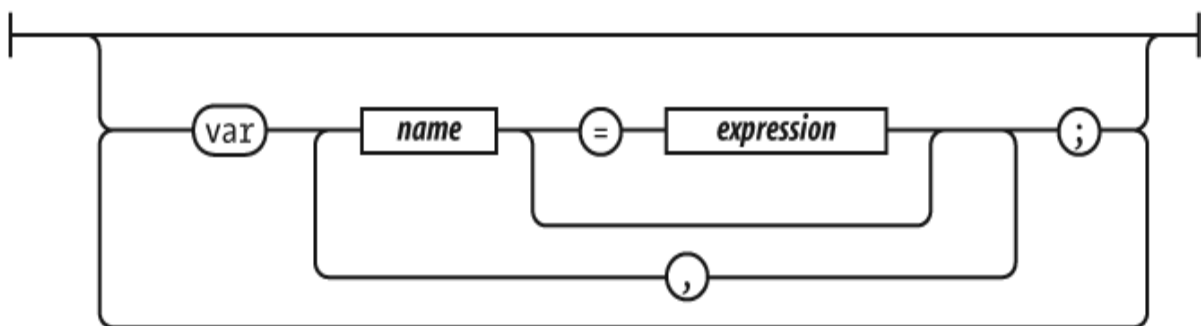 var name = expression ;
,